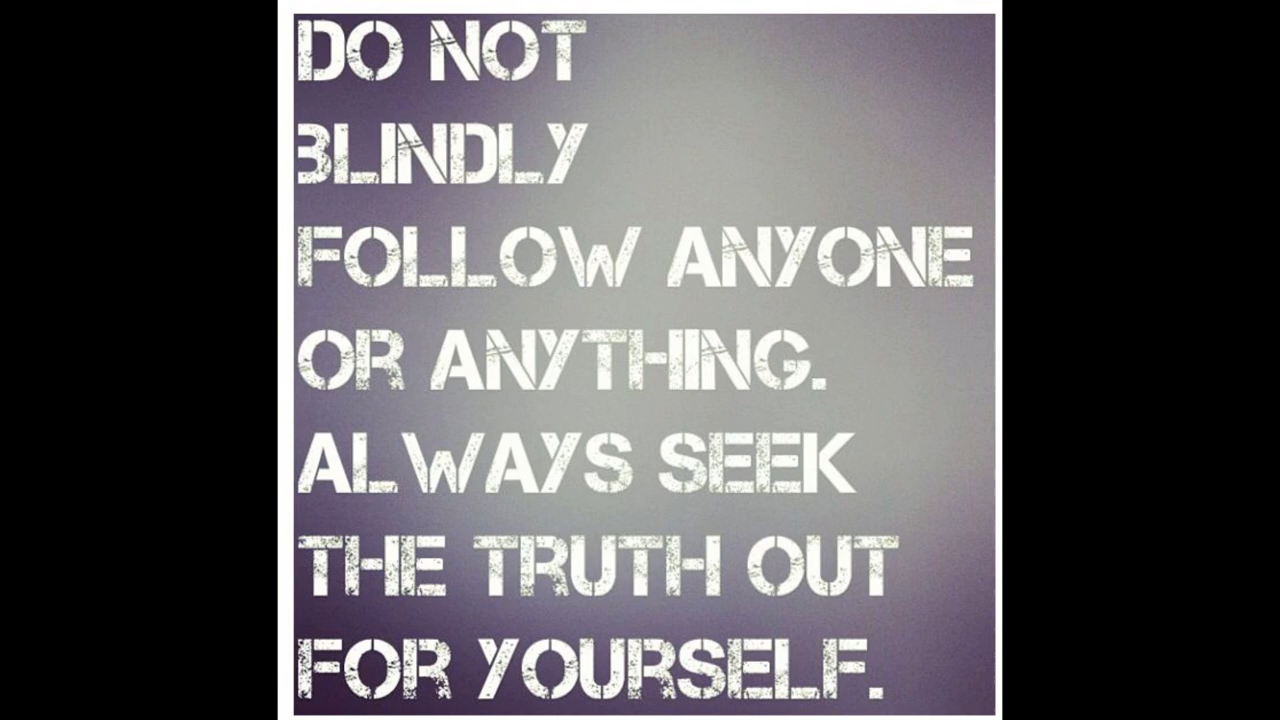 DO NOT
BLINDLY
FOLLOW ANYONE
OR ANYTHING.
ALWAYS SEEK
THE TRUTH OUT
FOR YOURSELF.